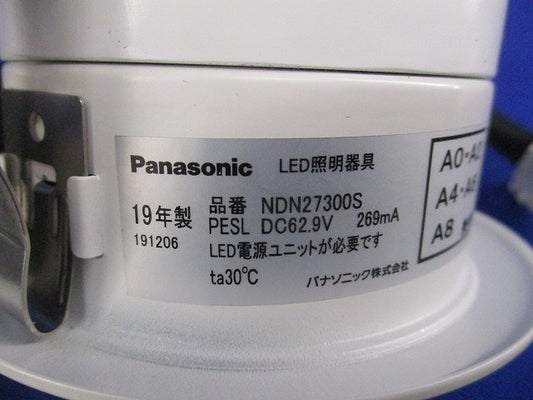 Panasonic LED照明器具
19年製 品番 NDN27300S
191206 PESL DC62.9V 269mA
LED電源ユニットが必要です
ta30℃ パナソニック株式会社
A0・A2
A4・A6
A8